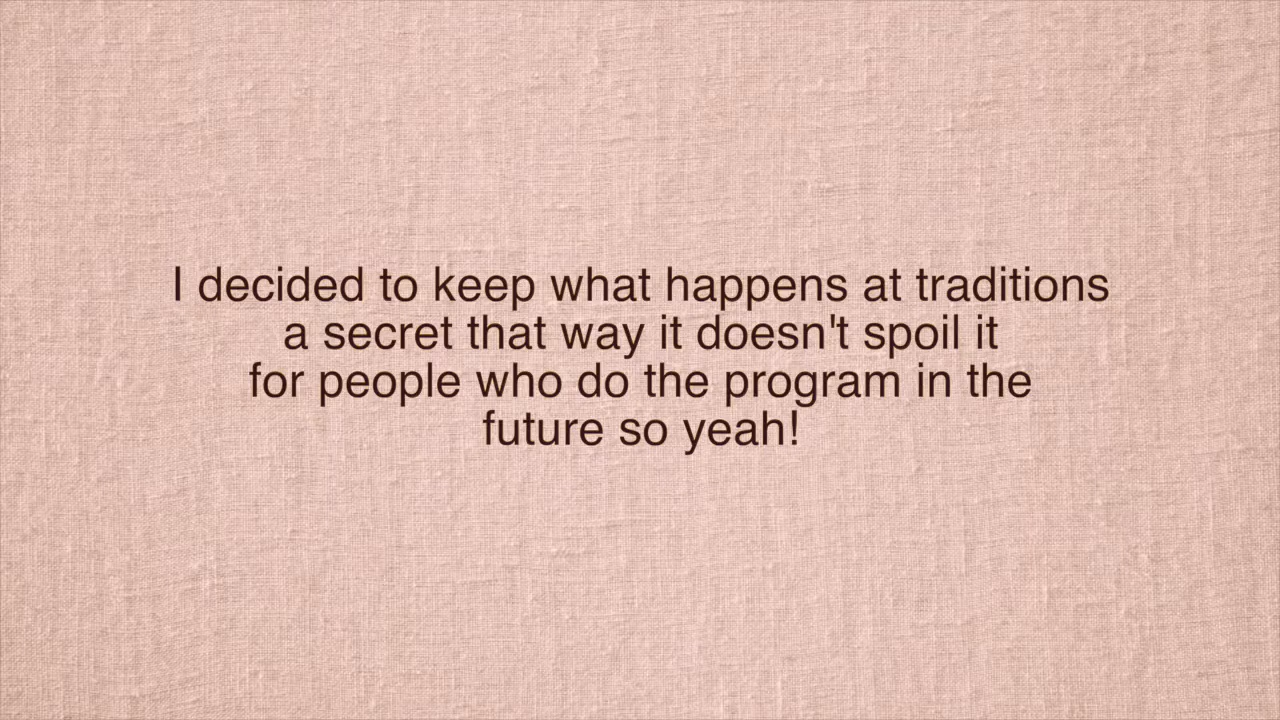 I decided to keep what happens at traditions
a secret that way it doesn't spoil it
for people who do the program in the
future so yeah!